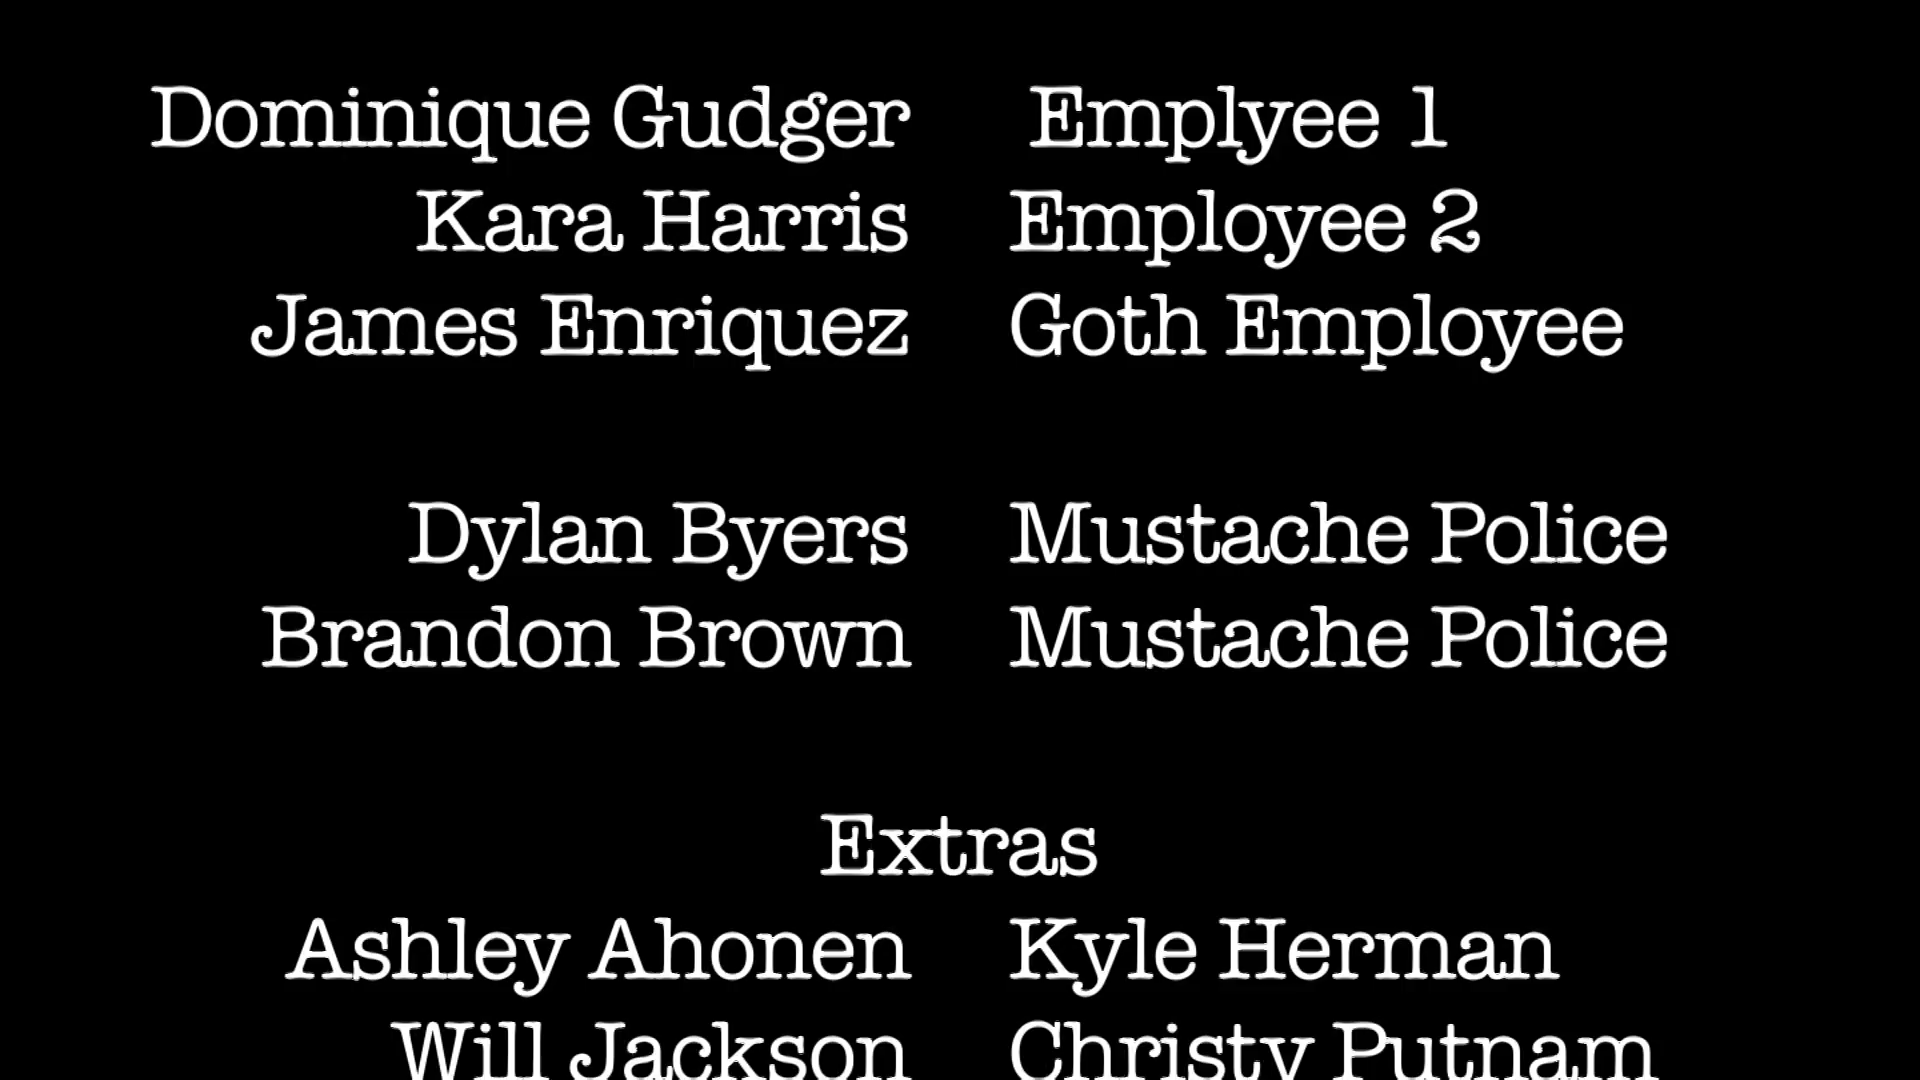 Dominique Gudger Emplyee 1
Kara Harris Employee 2
James Enriquez Goth Employee
Dylan Byers Mustache Police
Brandon Brown Mustache Police
Extras
Ashley Ahonen Kyle Herman
Will Jackson Christy Putnam